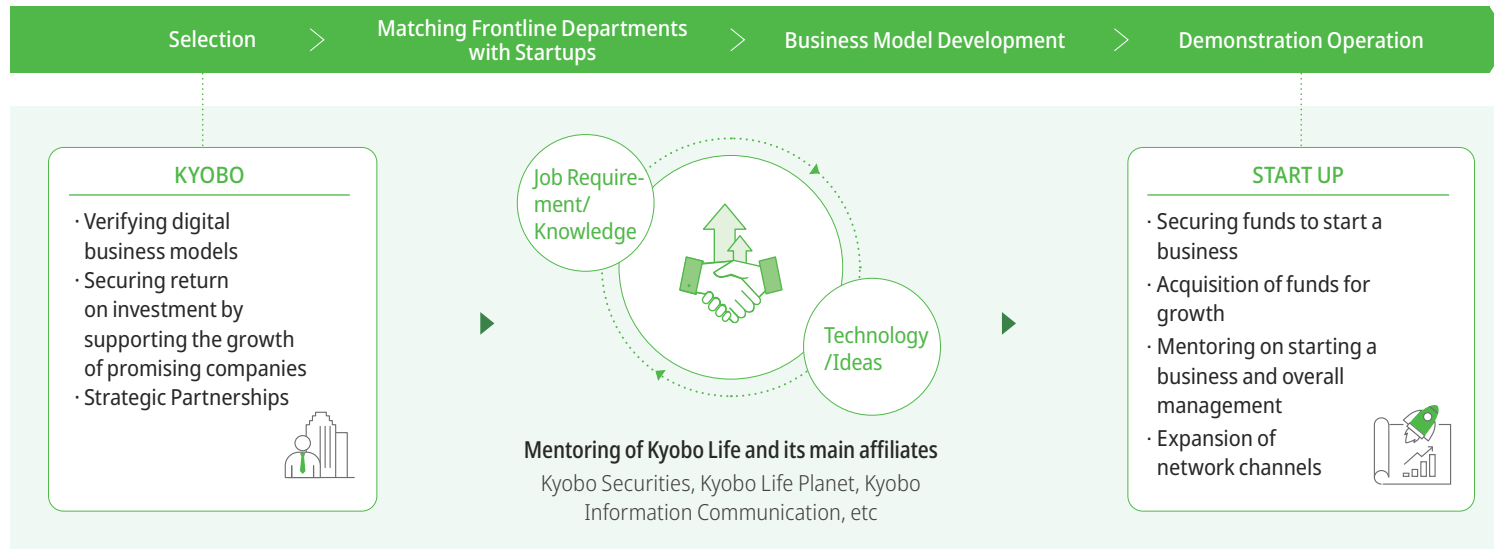 Selection
Matching Frontline Departments
with Startups
Business Model Development
Demonstration Operation
KYOBO
· Verifying digital
business models
· Securing return
on investment by
supporting the growth
of promising companies
· Strategic Partnerships
Job Require-
ment/
Knowledge
Technology
/Ideas
Mentoring of Kyobo Life and its main affiliates
Kyobo Securities, Kyobo Life Planet, Kyobo
Information Communication, etc
START UP
· Securing funds to start a
business
· Acquisition of funds for
growth
· Mentoring on starting a
business and overall
management
· Expansion of
network channels